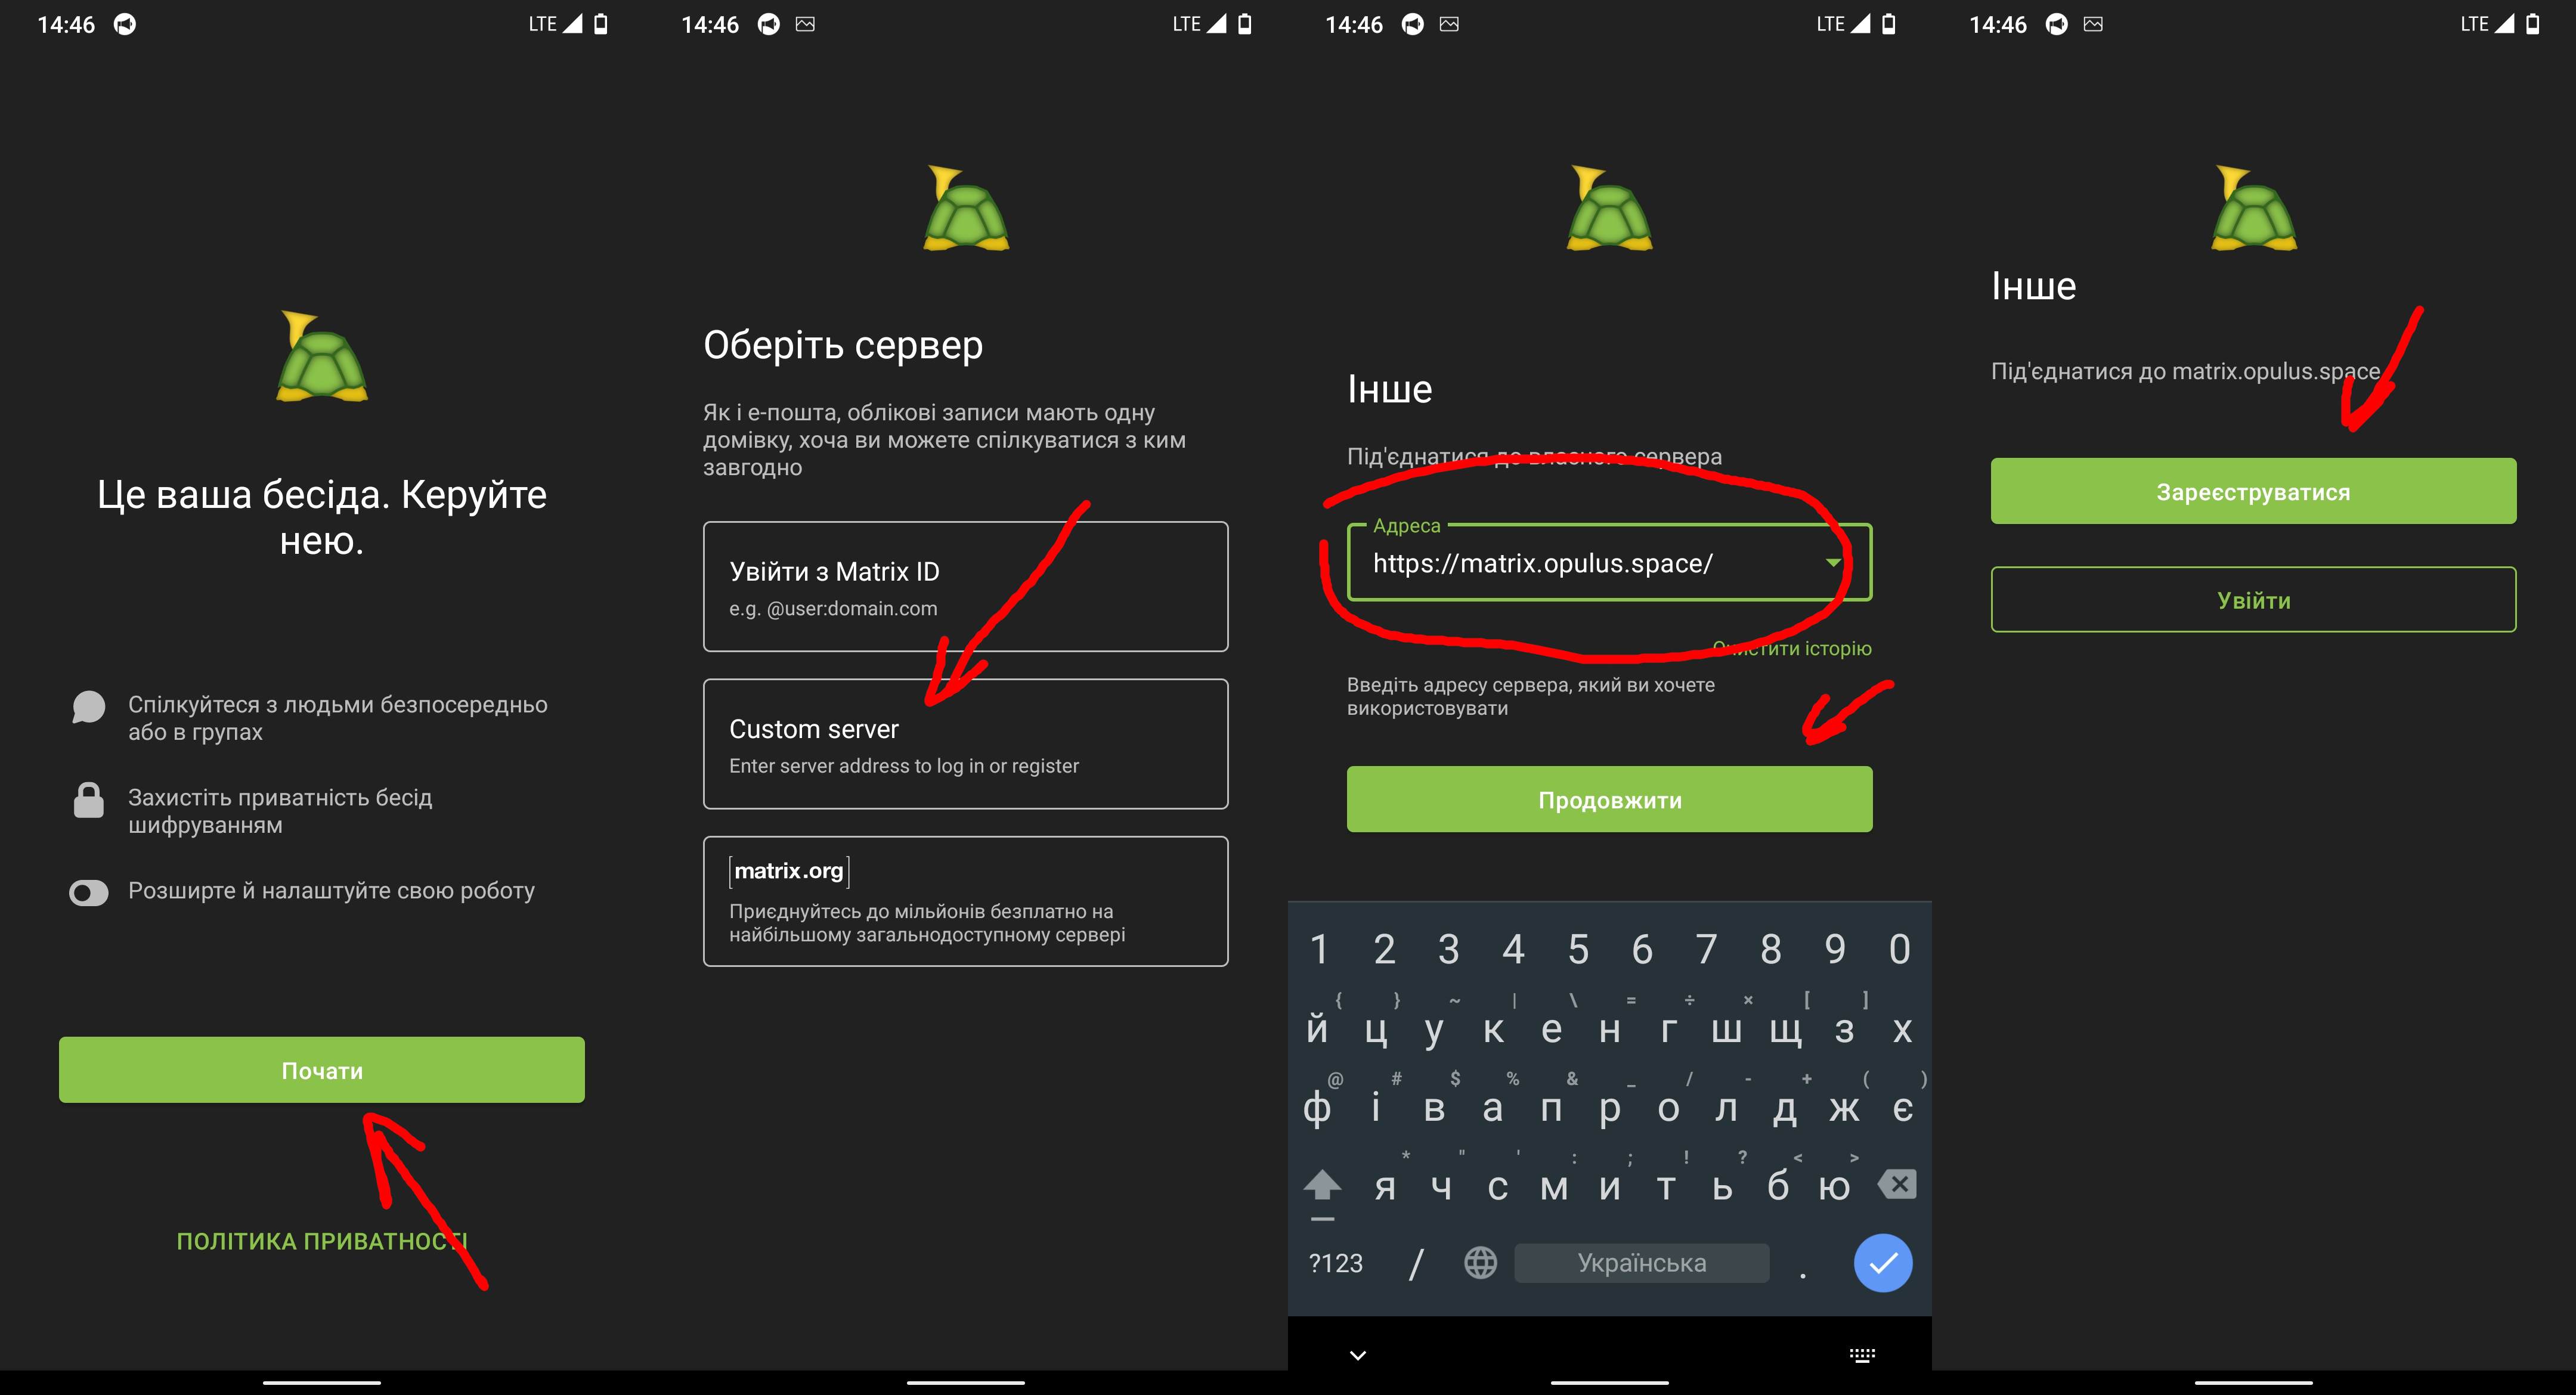 14:46
LTE
Це ваша бесіда. Керуйте
нею.
Спілкуйтеся з людьми безпосередньо
або в групах
Захистіть приватність бесід
шифруванням
Розширте й налаштуйте свою роботу
Почати
ПОЛІТИКА ПРИВАТНОСТІ
14:46
LTE
Оберіть сервер
Як і е-пошта, облікові записи мають одну
домівку, хоча ви можете спілкуватися з ким
завгодно
Увійти з Matrix ID
e.g. @user:domain.com
Custom server
Enter server address to log in or register
[matrix.org]
Приєднуйтесь до мільйонів безплатно на
найбільшому загальнодоступному сервері
14:46
LTE
Інше
Під'єднатися до власного сервера
Адреса
https://matrix.opulus.space/
Очистити історію
Введіть адресу сервера, який ви хочете
використовувати
Продовжити
1 2 3 4 5 6 7 8 9 0
{ } ~ | \ = ÷ × [ ]
й ц у к е н г ш щ з х
@ # $ % & _ / - + ( )
ф і в а п р о л д ж є
* " ' : ; ! ? < >
я ч с м и т ь б ю
?123 / Українська .
14:46
LTE
Інше
Під'єднатися до matrix.opulus.space
Зареєструватися
Увійти